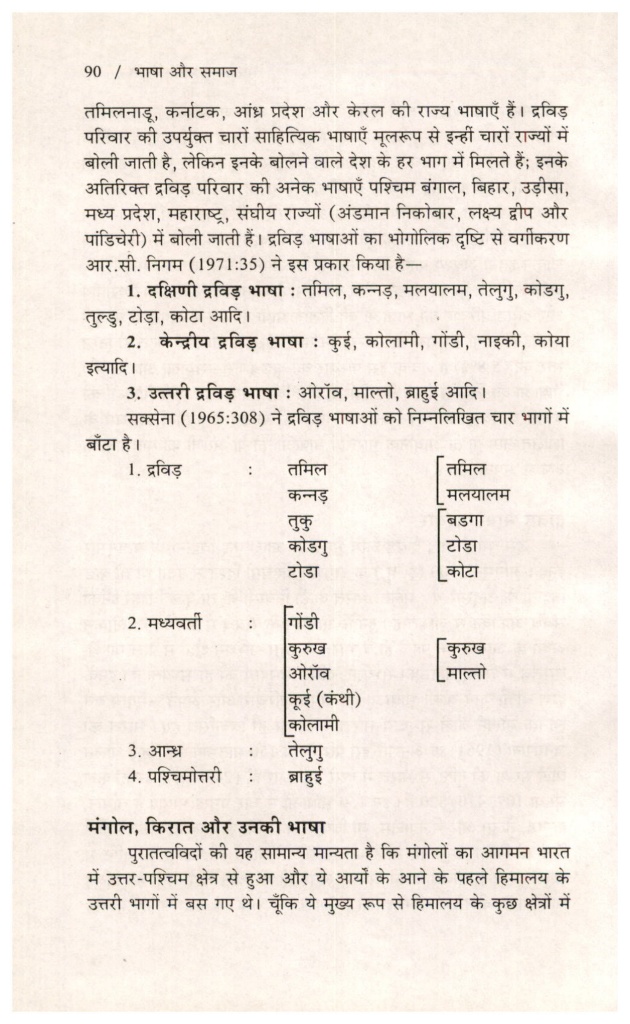 90 / भाषा और समाज
तमिलनाडू, कर्नाटक, आंध्र प्रदेश और केरल की राज्य भाषाएँ हैं। द्रविड़
परिवार की उपर्युक्त चारों साहित्यिक भाषाएँ मूलरूप से इन्हीं चारों राज्यों में
बोली जाती है, लेकिन इनके बोलने वाले देश के हर भाग में मिलते हैं; इनके
अतिरिक्त द्रविड़ परिवार की अनेक भाषाएँ पश्चिम बंगाल, बिहार, उड़ीसा,
मध्य प्रदेश, महाराष्ट्र, संघीय राज्यों (अंडमान निकोबार, लक्ष्य द्वीप और
पांडिचेरी) में बोली जाती हैं। द्रविड़ भाषाओं का भोगोलिक दृष्टि से वर्गीकरण
आर.सी. निगम (1971:35) ने इस प्रकार किया है—
1. दक्षिणी द्रविड़ भाषा : तमिल, कन्नड़, मलयालम, तेलुगु, कोडगु,
तुल्डु, टोड़ा, कोटा आदि।
2. केन्द्रीय द्रविड़ भाषा : कुई, कोलामी, गोंडी, नाइकी, कोया
इत्यादि।
3. उत्तरी द्रविड़ भाषा : ओरॉव, माल्तो, ब्राहुई आदि।
सक्सेना (1965:308) ने द्रविड़ भाषाओं को निम्नलिखित चार भागों में
बाँटा है।
1. द्रविड़ : तमिल तमिल
कन्नड़ मलयालम
तुकु बडगा
कोडगु टोडा
टोडा कोटा
2. मध्यवर्ती : गोंडी
कुरुख कुरुख
ओरॉव माल्तो
कूई (कंथी)
कोलामी
3. आन्ध्र : तेलुगु
4. पश्चिमोत्तरी : ब्राहुई
मंगोल, किरात और उनकी भाषा
पुरातत्वविदों की यह सामान्य मान्यता है कि मंगोलों का आगमन भारत
में उत्तर-पश्चिम क्षेत्र से हुआ और ये आर्यों के आने के पहले हिमालय के
उत्तरी भागों में बस गए थे। चूँकि ये मुख्य रूप से हिमालय के कुछ क्षेत्रों में